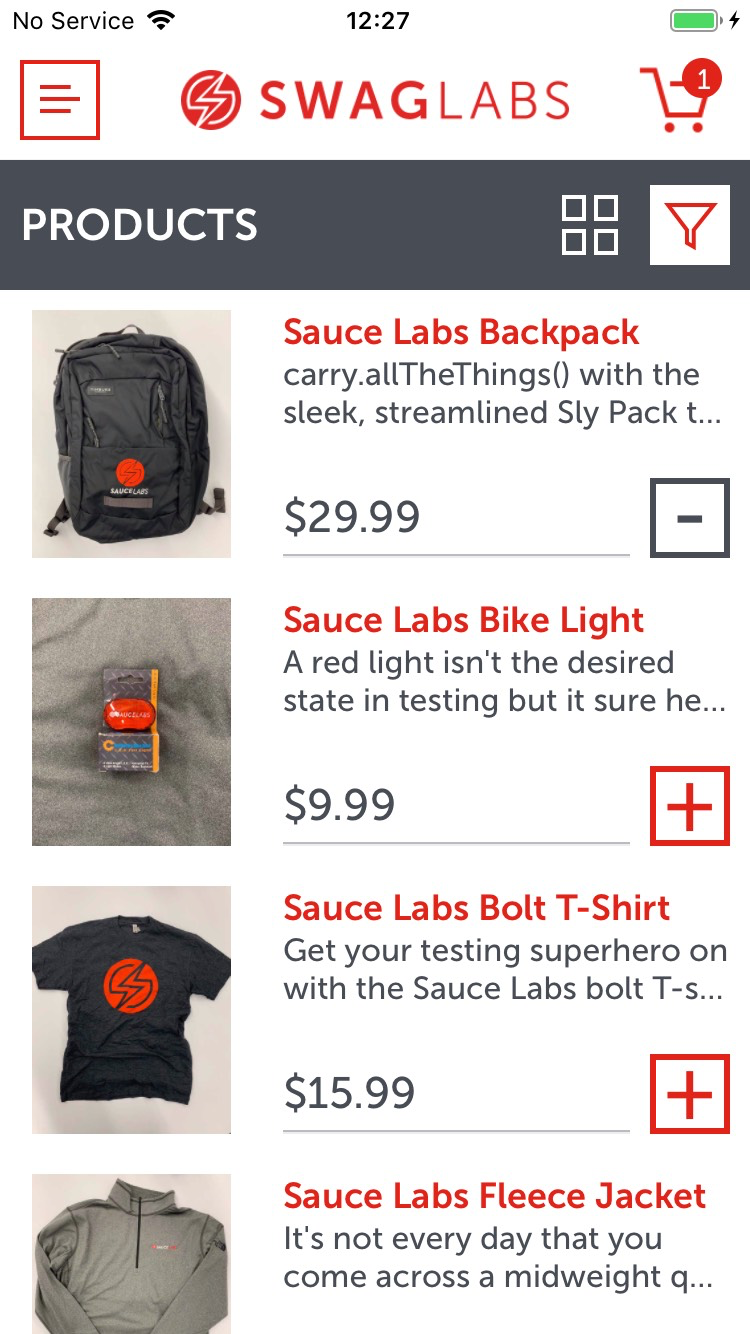 No Service 12:27
SWAGLABS 1
PRODUCTS
Sauce Labs Backpack
carry.allTheThings() with the
sleek, streamlined Sly Pack t...
SAUCELABS
$29.99
Sauce Labs Bike Light
A red light isn't the desired
state in testing but it sure he...
SAUCELABS
$9.99
Sauce Labs Bolt T-Shirt
Get your testing superhero on
with the Sauce Labs bolt T-s...
$15.99
Sauce Labs Fleece Jacket
It's not every day that you
come across a midweight q...